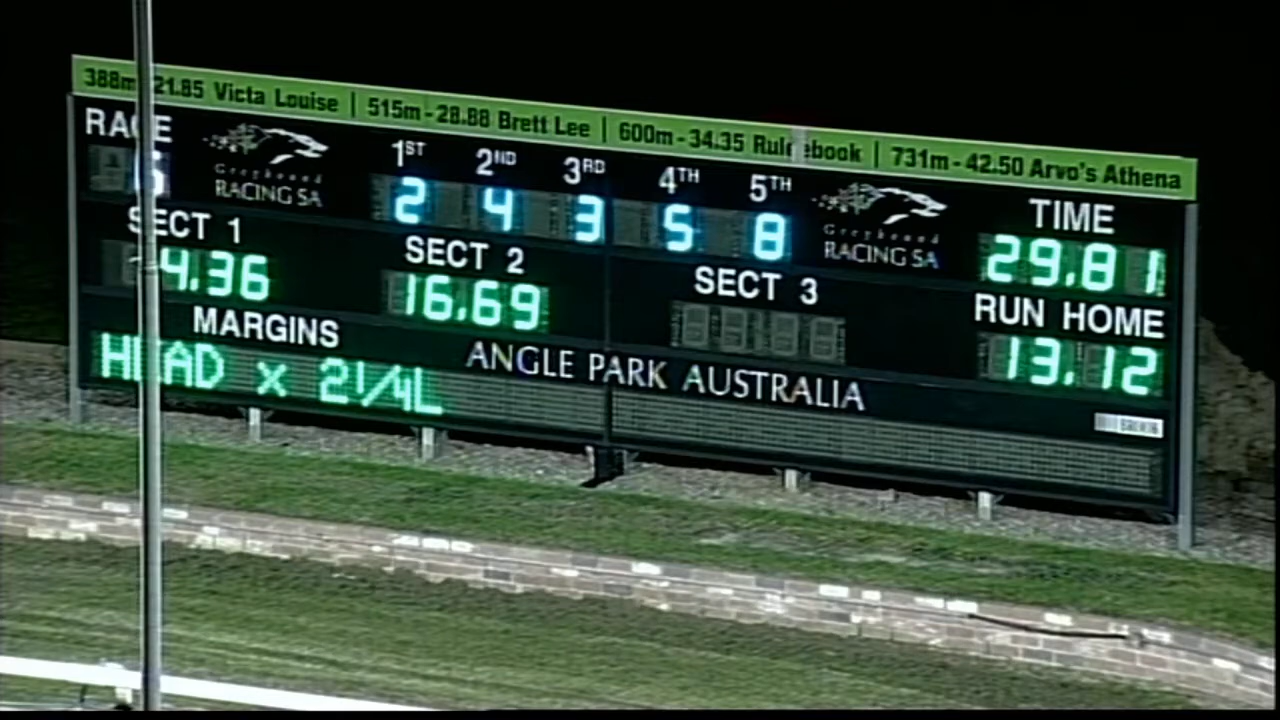 388m-21.85 Victa Louise | 515m-28.88 Brett Lee | 600m-34.35 Rulebook | 731m-42.50 Arvo's Athena
RACE 1ST 2ND 3RD 4TH 5TH
Greyhound
RACING SA
2 4 3 5 8
Greyhound
RACING SA
TIME
29.81
SECT 1
4.36
SECT 2
16.69
SECT 3
RUN HOME
13.12
MARGINS
HEAD x 2 1/4L
ANGLE PARK AUSTRALIA